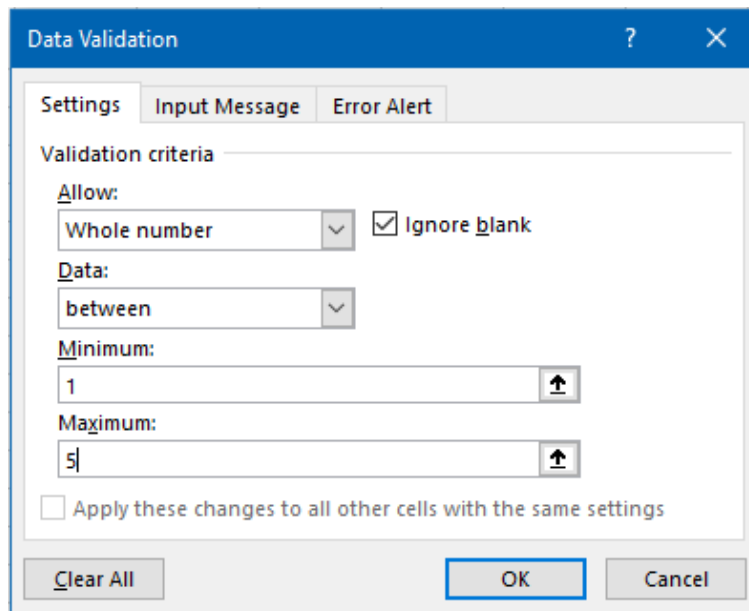 Data Validation ? ×
Settings Input Message Error Alert
Validation criteria
Allow:
Whole number Ignore blank
Data:
between
Minimum:
1
Maximum:
5
Apply these changes to all other cells with the same settings
Clear All OK Cancel